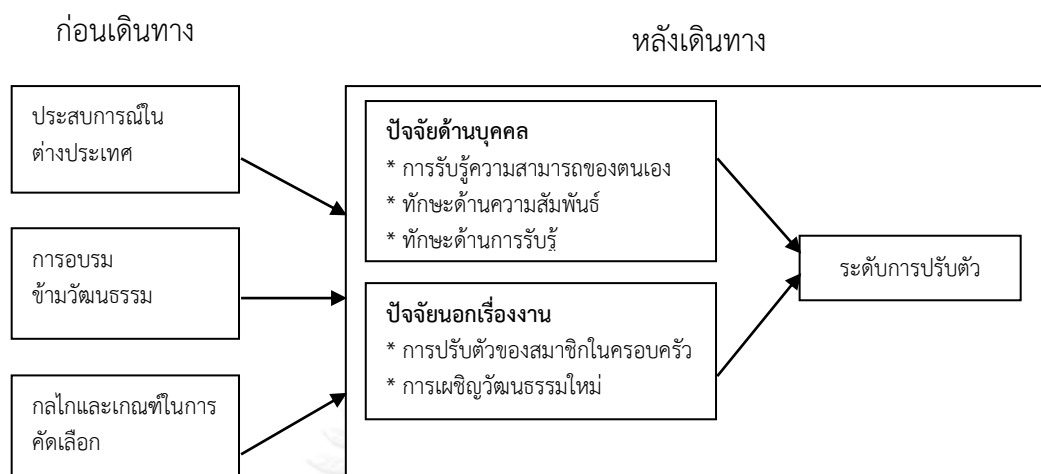 ก่อนเดินทาง
หลังเดินทาง
ประสบการณ์ใน
ต่างประเทศ
การอบรม
ข้ามวัฒนธรรม
กลไกและเกณฑ์ในการ
คัดเลือก
ปัจจัยด้านบุคคล
* การรับรู้ความสามารถของตนเอง
* ทักษะด้านความสัมพันธ์
* ทักษะด้านการรับรู้
ปัจจัยนอกเรื่องงาน
* การปรับตัวของสมาชิกในครอบครัว
* การเผชิญวัฒนธรรมใหม่
ระดับการปรับตัว